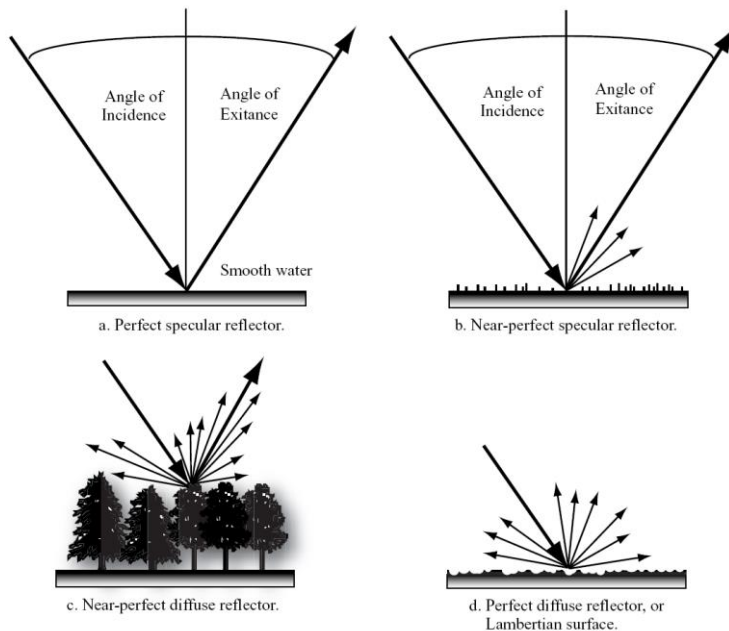 Angle of
Incidence
Angle of
Exitance
Smooth water
a. Perfect specular reflector.
Angle of
Incidence
Angle of
Exitance
b. Near-perfect specular reflector.
c. Near-perfect diffuse reflector.
d. Perfect diffuse reflector, or
Lambertian surface.